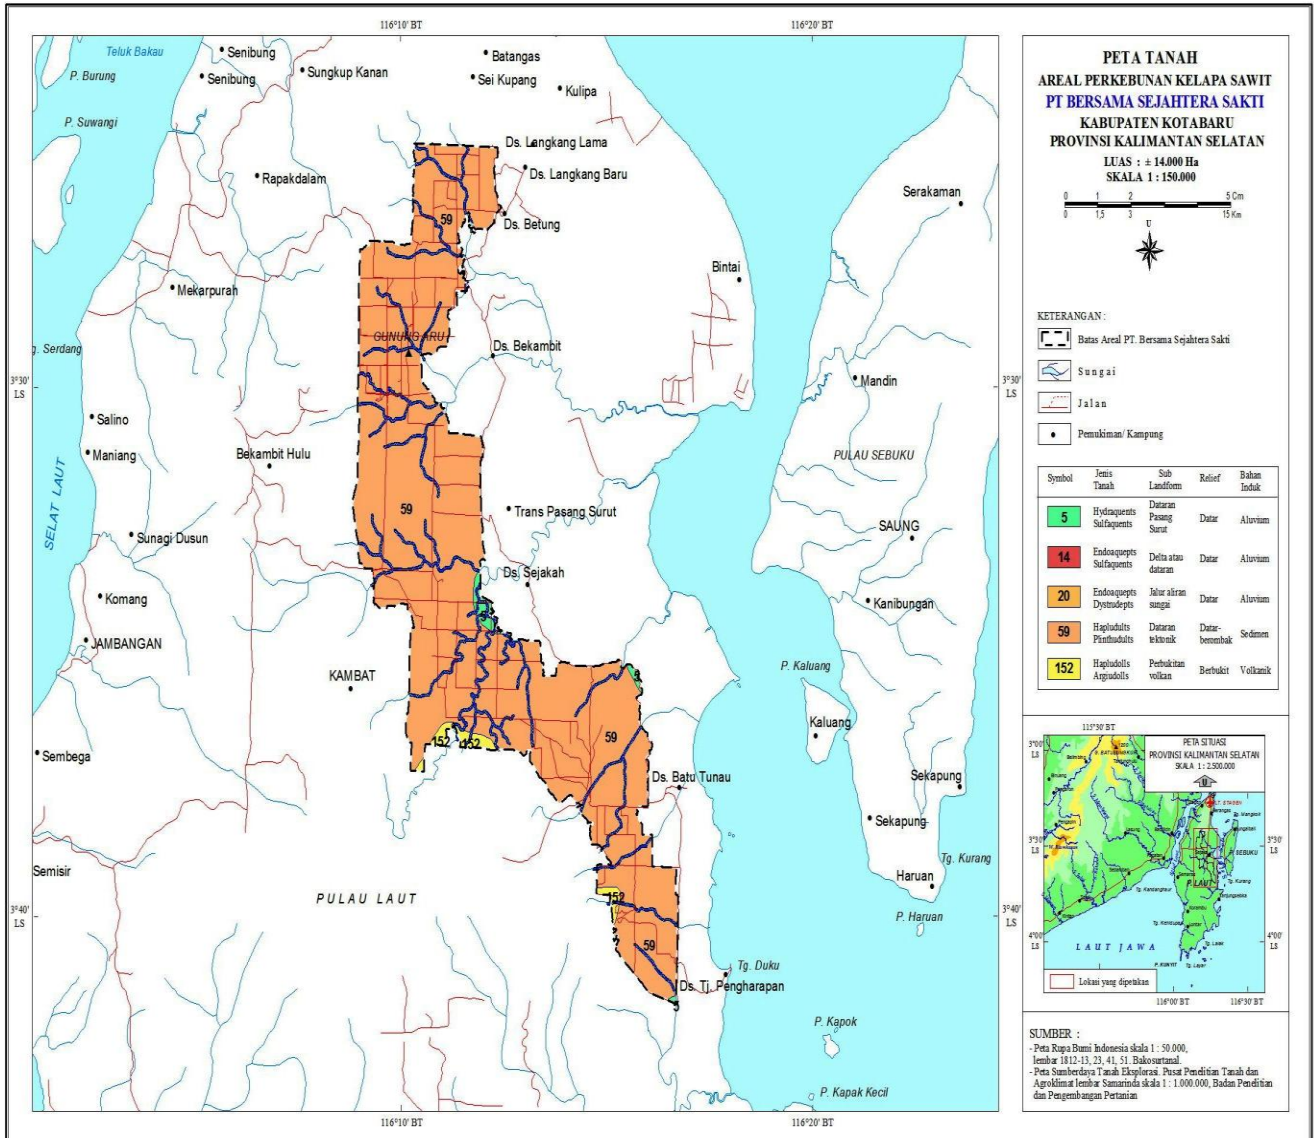 116°10' BT
116°20' BT
Teluk Bakau
Senibung
P. Burung
Senibung
Sungkup Kanan
Batangas
Sei Kupang
Kulipa
P. Suwangi
Ds. Langkang Lama
Ds. Langkang Baru
Rapakdalam
Serakaman
59
Ds. Betung
Bintai
Mekarpurah
GUNUNG ARU
Ds. Bekambit
g. Serdang
3°30'
LS
3°30'
LS
Mandin
Salino
Maniang
Bekambit Hulu
PULAU SEBUKU
SELAT LAUT
59
Trans Pasang Surut
SAUNG
Sunagi Dusun
Ds. Sejakah
Komang
Kanibungan
5
JAMBANGAN
KAMBAT
P. Kaluang
5
Kaluang
59
152
152
Sembega
Ds. Batu Tunau
Sekapung
Sekapung
Tg. Kurang
Semisir
Haruan
PULAU LAUT
152
3°40'
LS
3°40'
LS
P. Haruan
59
Tg. Duku
Ds. Tj. Pengharapan
5
P. Kapok
P. Kapak Kecil
116°10' BT
116°20' BT
PETA TANAH
AREAL PERKEBUNAN KELAPA SAWIT
PT BERSAMA SEJAHTERA SAKTI
KABUPATEN KOTABARU
PROVINSI KALIMANTAN SELATAN
LUAS : ± 14.000 Ha
SKALA 1 : 150.000
0 1 2 5 Cm
0 1,5 3 15 Km
U
KETERANGAN :
Batas Areal PT. Bersama Sejahtera Sakti
Sungai
Jalan
Pemukiman/ Kampung
Symbol Jenis Tanah Sub Landform Relief Bahan Induk
5 Hydraquents Sulfaquents Dataran Pasang Surut Datar Aluvium
14 Endoaquepts Sulfaquents Delta atau dataran Datar Aluvium
20 Endoaquepts Dystrudepts Jalur aliran sungai Datar Aluvium
59 Hapludults Plinthudults Dataran tektonik Datar-berombak Sedimen
152 Hapludolls Argiudolls Perbukitan volkan Berbukit Volkanik
115°30' BT
3°00'
LS
PETA SITUASI
PROVINSI KALIMANTAN SELATAN
SKALA 1 : 2.500.000
U
3°30'
LS
3°30'
LS
P. SEBUKU
P. LAUT
Tg. Kurang
4°00'
LS
4°00'
LS
LAUT JAWA
Tg. Layar
Lokasi yang dipetakan
116°00' BT
116°30' BT
SUMBER :
- Peta Rupa Bumi Indonesia skala 1 : 50.000,
lembar 1812-13, 23, 41, 51. Bakosurtanal.
- Peta Sumberdaya Tanah Eksplorasi. Pusat Penelitian Tanah dan
Agroklimat lembar Samarinda skala 1 : 1.000.000, Badan Penelitian
dan Pengembangan Pertanian